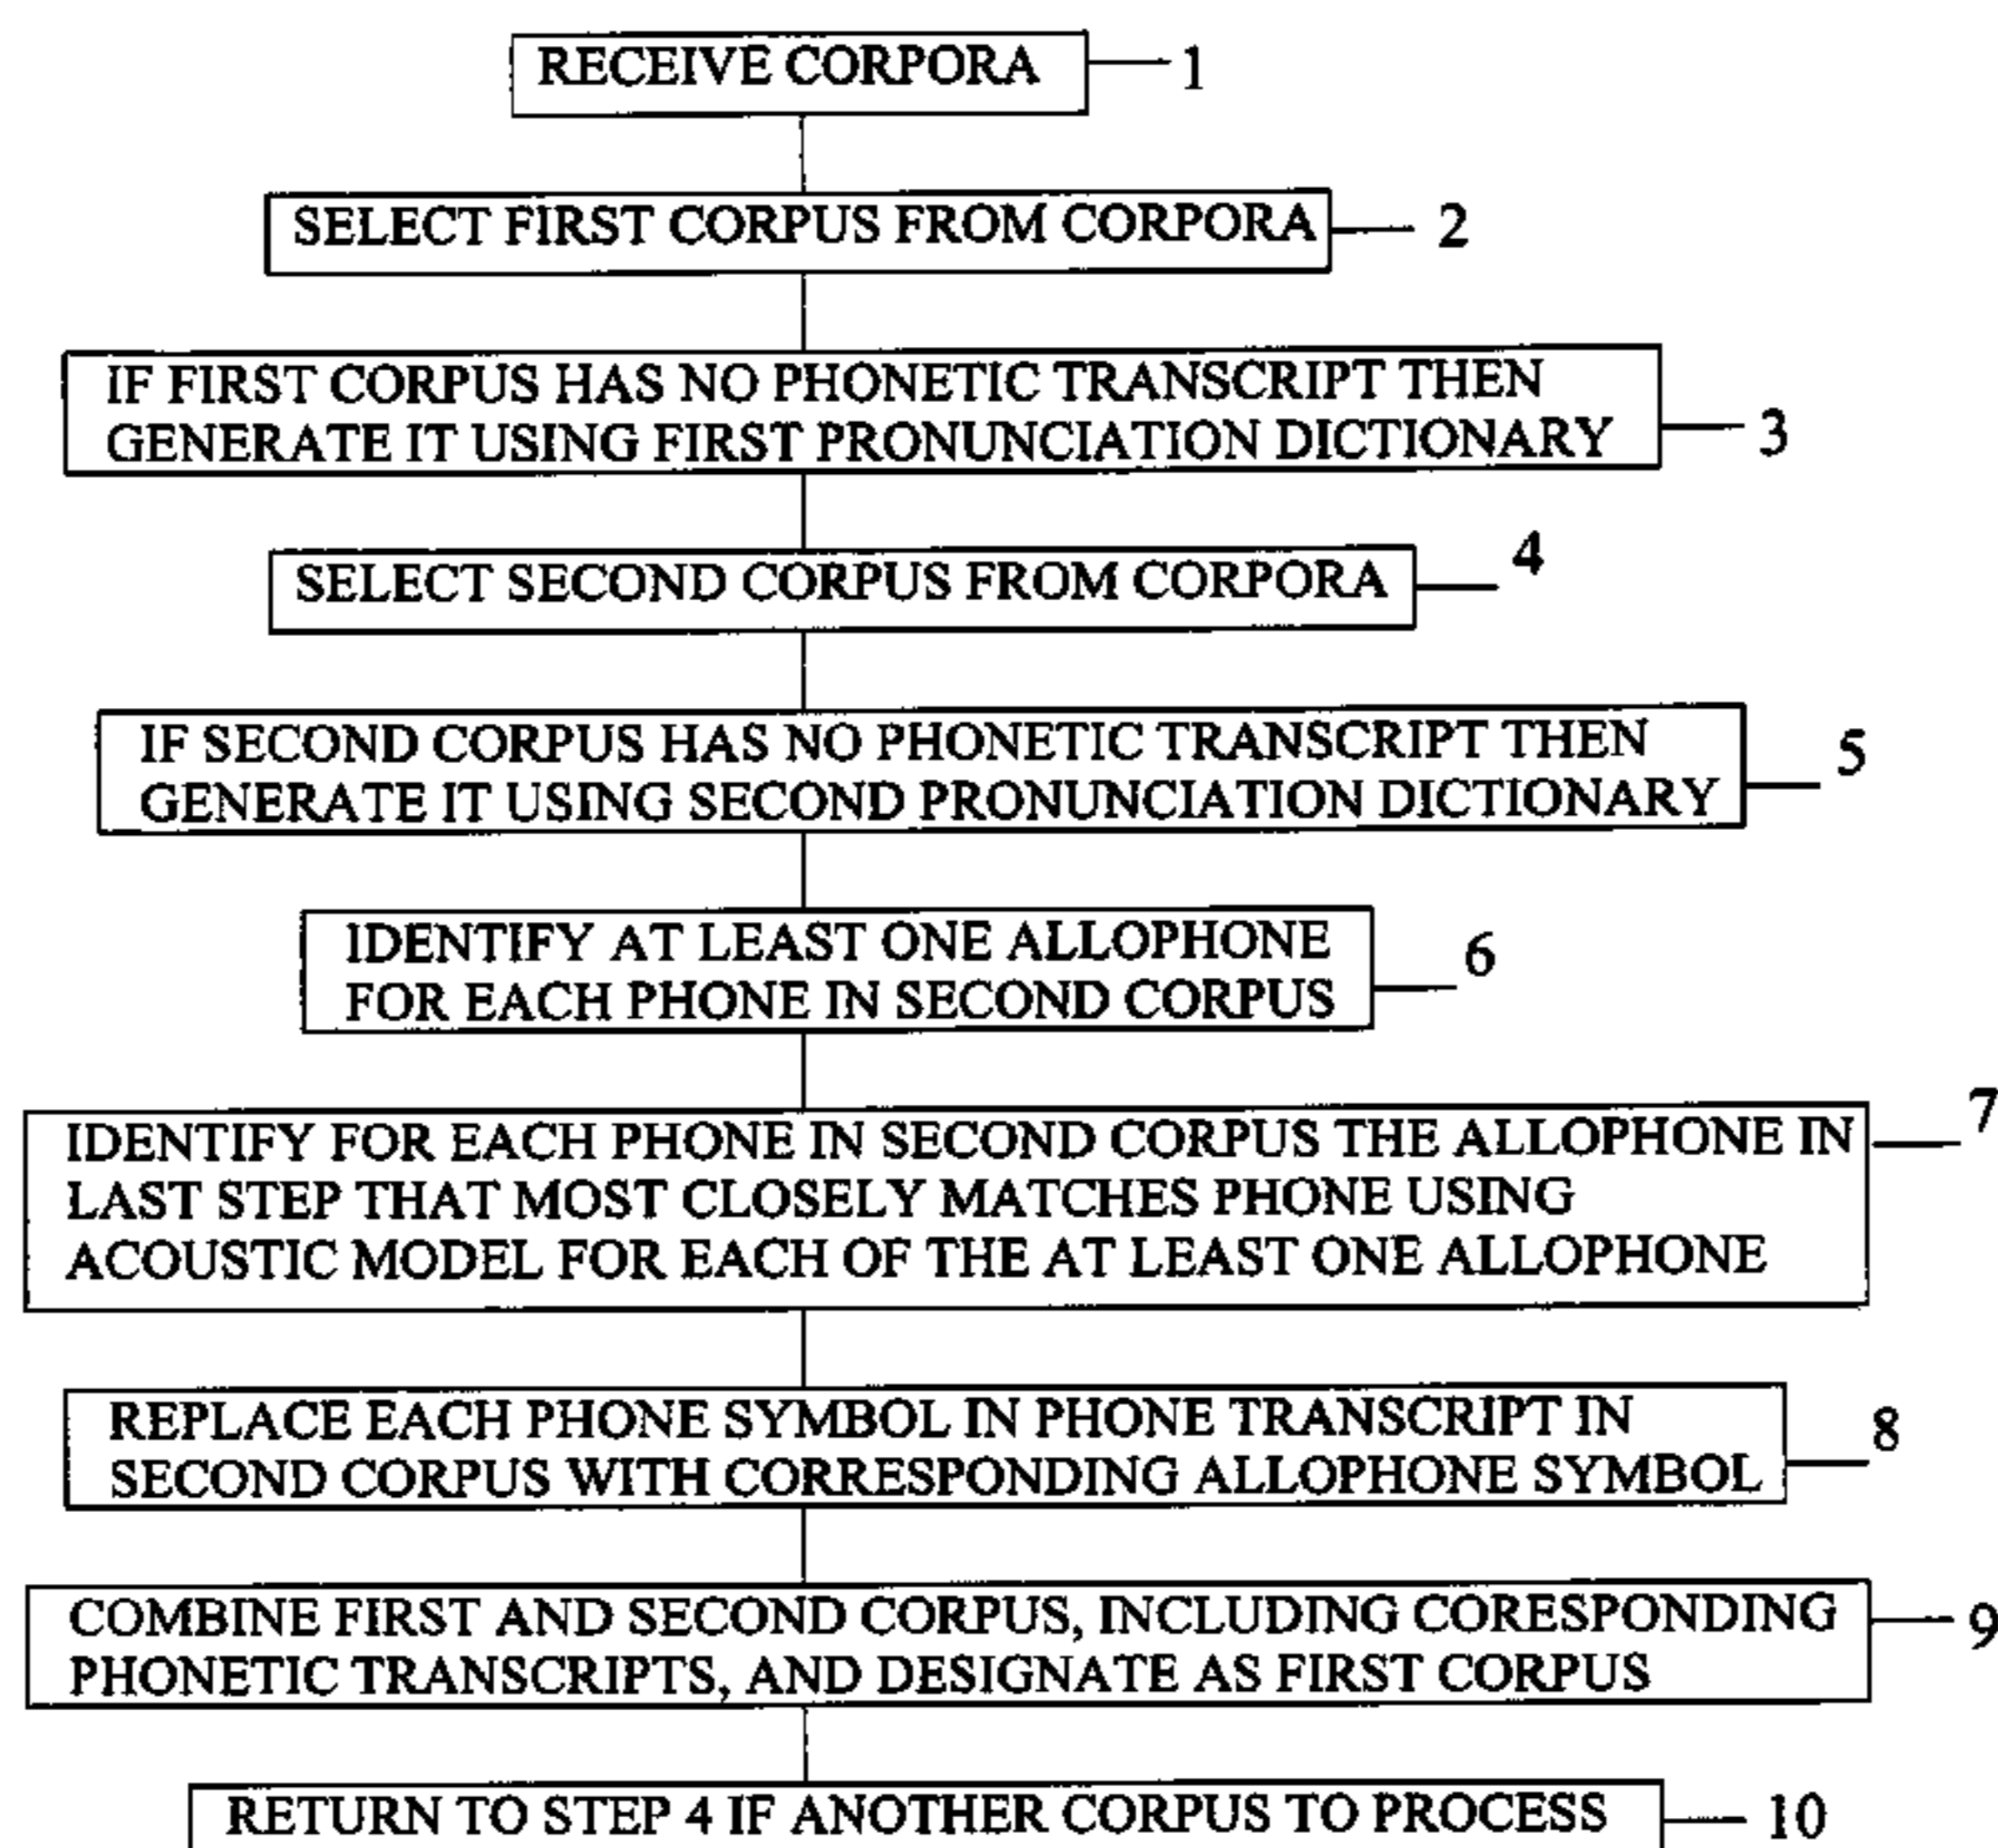 RECEIVE CORPORA 1
SELECT FIRST CORPUS FROM CORPORA 2
IF FIRST CORPUS HAS NO PHONETIC TRANSCRIPT THEN
GENERATE IT USING FIRST PRONUNCIATION DICTIONARY 3
SELECT SECOND CORPUS FROM CORPORA 4
IF SECOND CORPUS HAS NO PHONETIC TRANSCRIPT THEN
GENERATE IT USING SECOND PRONUNCIATION DICTIONARY 5
IDENTIFY AT LEAST ONE ALLOPHONE
FOR EACH PHONE IN SECOND CORPUS 6
IDENTIFY FOR EACH PHONE IN SECOND CORPUS THE ALLOPHONE IN 7
LAST STEP THAT MOST CLOSELY MATCHES PHONE USING
ACOUSTIC MODEL FOR EACH OF THE AT LEAST ONE ALLOPHONE
REPLACE EACH PHONE SYMBOL IN PHONE TRANSCRIPT IN 8
SECOND CORPUS WITH CORRESPONDING ALLOPHONE SYMBOL
COMBINE FIRST AND SECOND CORPUS, INCLUDING CORESPONDING 9
PHONETIC TRANSCRIPTS, AND DESIGNATE AS FIRST CORPUS
RETURN TO STEP 4 IF ANOTHER CORPUS TO PROCESS 10